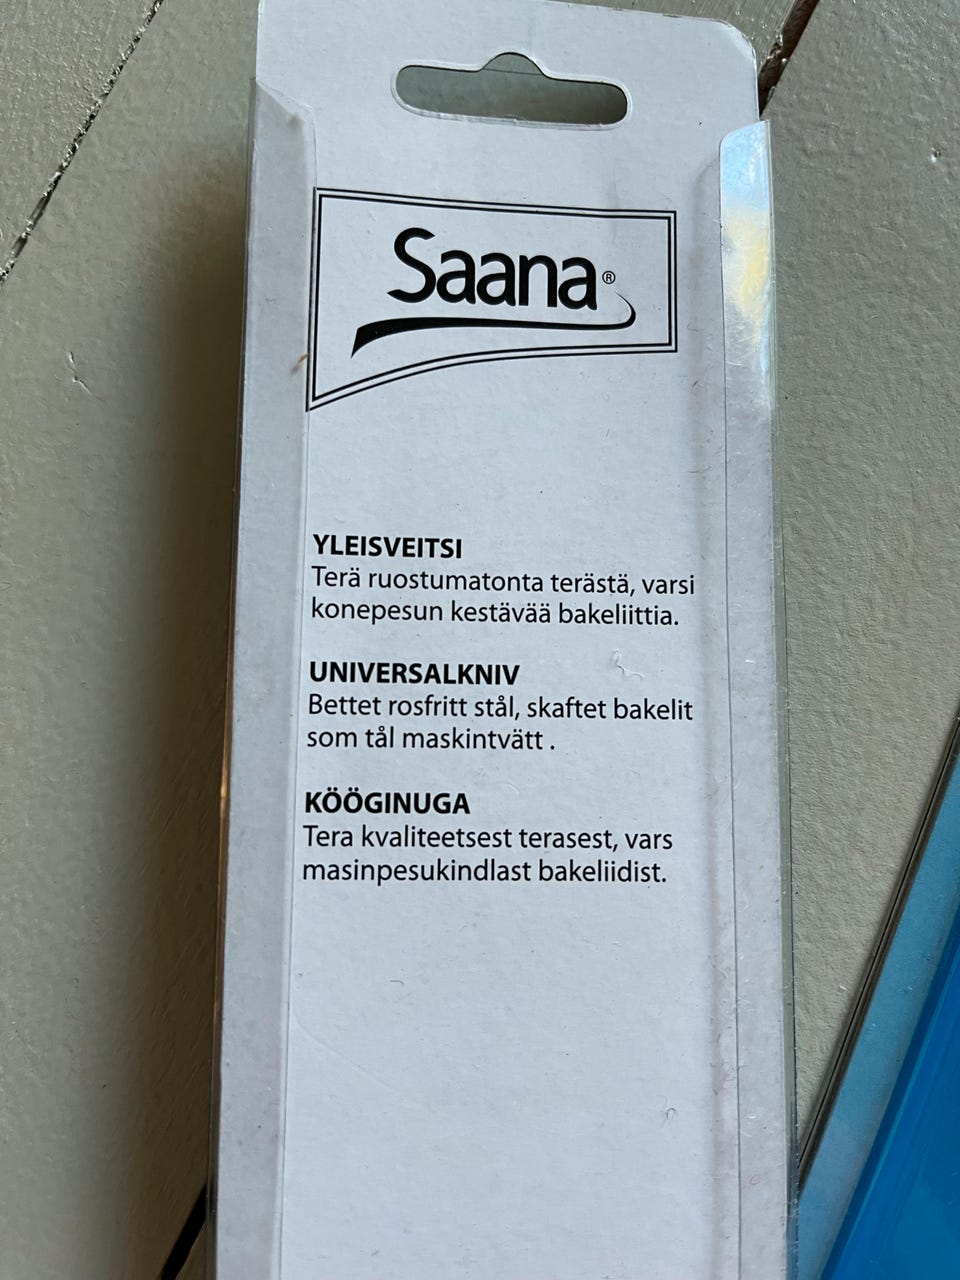 Saana®
YLEISVEITSI
Terä ruostumatonta terästä, varsi
konepesun kestävää bakeliittia.
UNIVERSALKNIV
Bettet rosfritt stål, skaftet bakelit
som tål maskintvätt .
KÖÖGINUGA
Tera kvaliteetsest terasest, vars
masinpesukindlast bakeliidist.